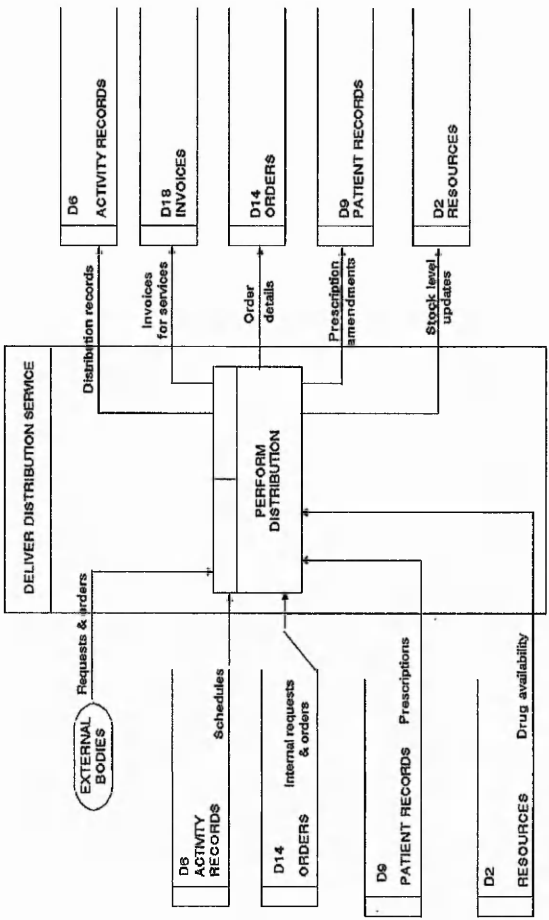 DELIVER DISTRIBUTION SERVICE
EXTERNAL
BODIES
Requests & orders
D6
ACTIVITY
RECORDS
Schedules
D14
ORDERS
Internal requests
& orders
D9
PATIENT RECORDS
Prescriptions
D2
RESOURCES
Drug availability
PERFORM
DISTRIBUTION
Distribution records
D6
ACTIVITY RECORDS
Invoices
for services
D18
INVOICES
Order
details
D14
ORDERS
Prescription
amendments
D9
PATIENT RECORDS
Stock level
updates
D2
RESOURCES